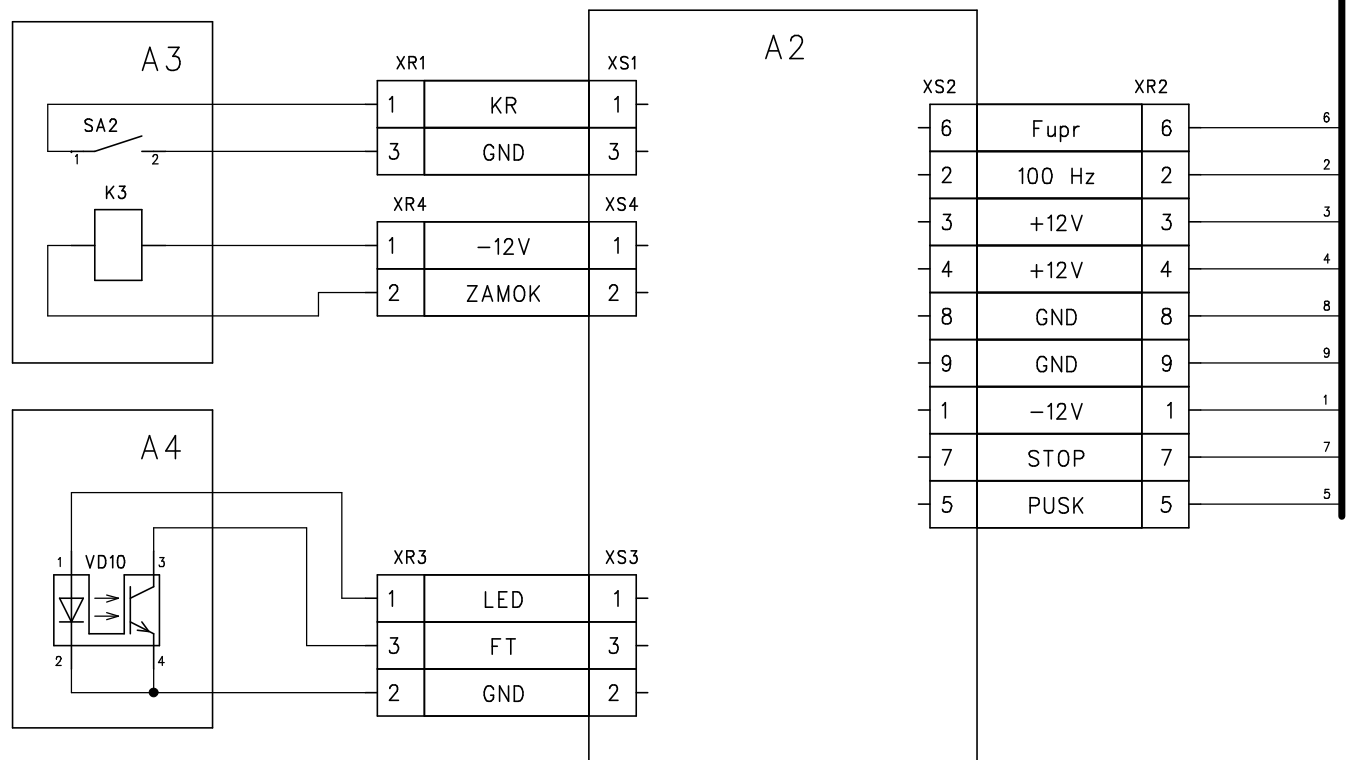 A3
SA2
1 2
K3
XR1 XS1
1 KR 1
3 GND 3
XR4 XS4
1 -12V 1
2 ZAMOK 2
A4
1 VD10 3
2 4
XR3 XS3
1 LED 1
3 FT 3
2 GND 2
A2
XS2 XR2
6 Fupr 6 6
2 100 Hz 2 2
3 +12V 3 3
4 +12V 4 4
8 GND 8 8
9 GND 9 9
1 -12V 1 1
7 STOP 7 7
5 PUSK 5 5